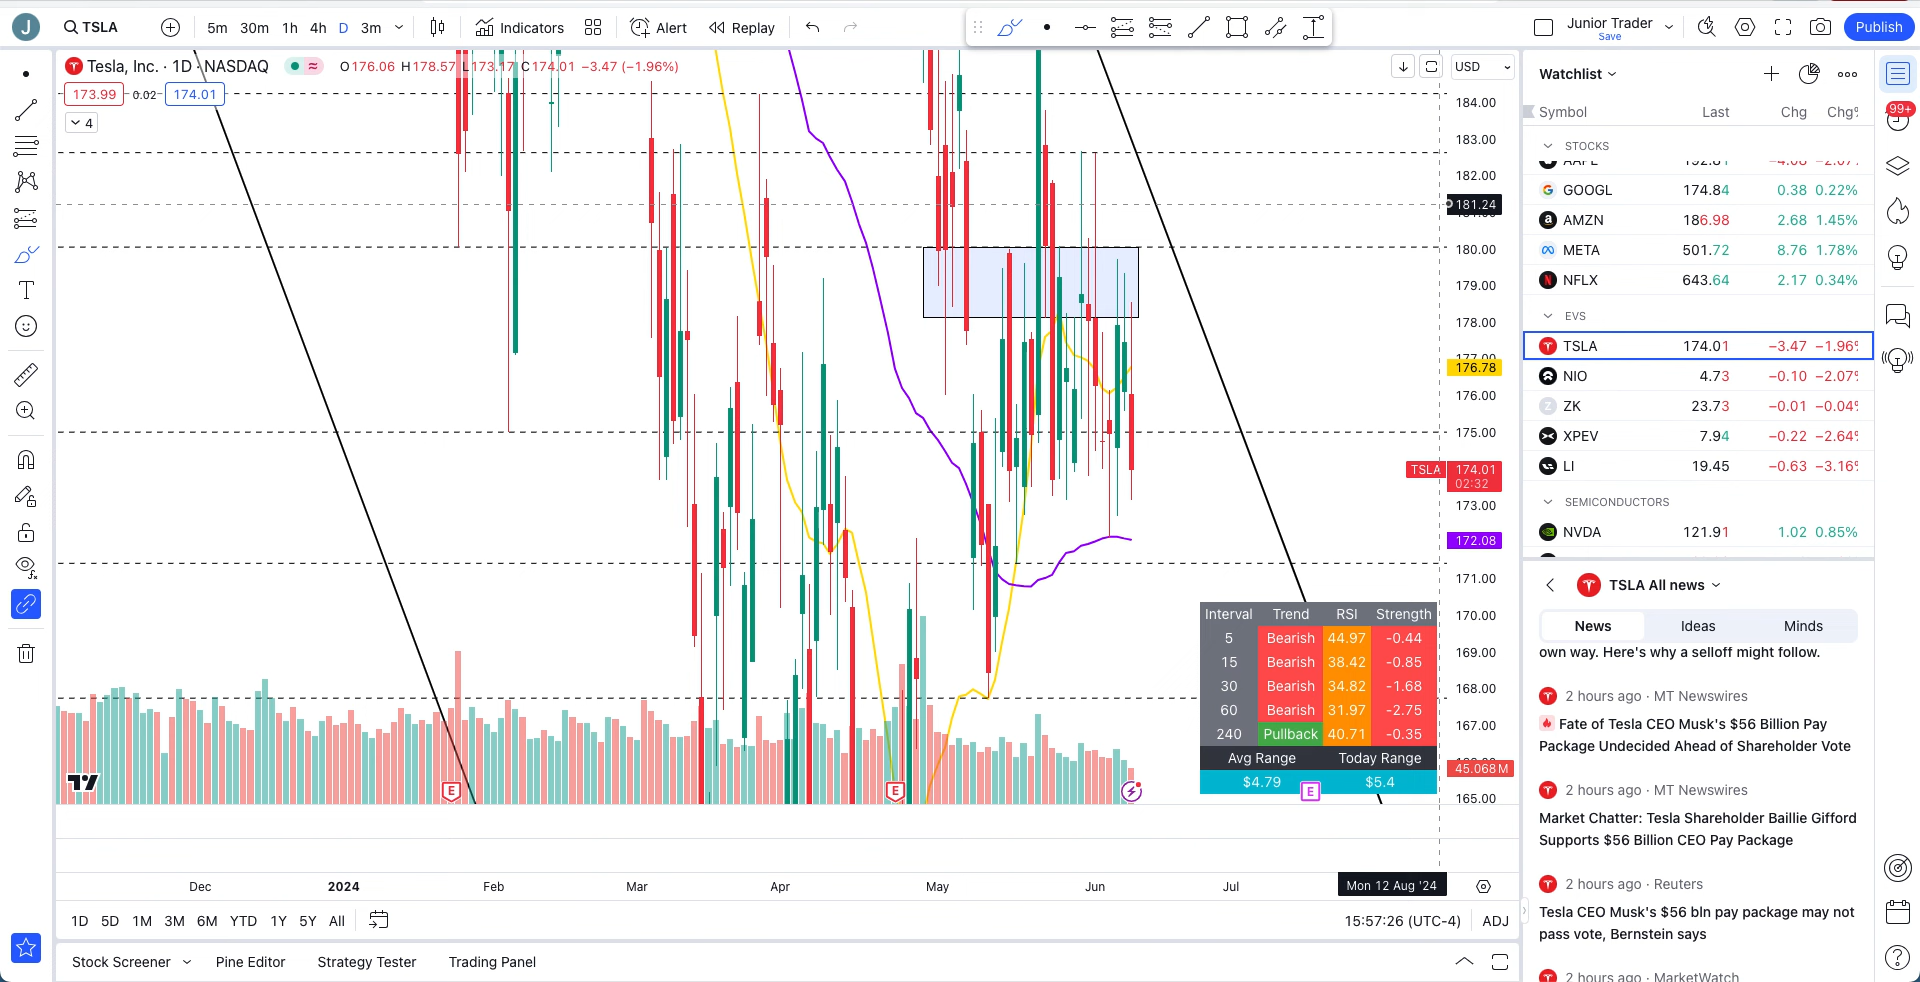 J TSLA 5m 30m 1h 4h D 3m Indicators Alert Replay Junior Trader Save Publish
Tesla, Inc. · 1D · NASDAQ O176.06 H178.57 L173.17 C174.01 −3.47 (−1.96%)
173.99 0.02 174.01
4
USD
184.00
183.00
182.00
181.24
180.00
179.00
178.00
177.00
176.78
176.00
175.00
TSLA 174.01
02:32
173.00
172.08
171.00
170.00
169.00
168.00
167.00
45.068M
165.00
Interval Trend RSI Strength
5 Bearish 44.97 -0.44
15 Bearish 38.42 -0.85
30 Bearish 34.82 -1.68
60 Bearish 31.97 -2.75
240 Pullback 40.71 -0.35
Avg Range Today Range
$4.79 $5.4
E E E
Dec 2024 Feb Mar Apr May Jun Jul Mon 12 Aug '24
1D 5D 1M 3M 6M YTD 1Y 5Y All 15:57:26 (UTC-4) ADJ
Stock Screener Pine Editor Strategy Tester Trading Panel
Watchlist
Symbol Last Chg Chg%
STOCKS
GOOGL 174.84 0.38 0.22%
AMZN 186.98 2.68 1.45%
META 501.72 8.76 1.78%
NFLX 643.64 2.17 0.34%
EVS
TSLA 174.01 −3.47 −1.96%
NIO 4.73 −0.10 −2.07%
Z ZK 23.73 −0.01 −0.04%
XPEV 7.94 −0.22 −2.64%
LI 19.45 −0.63 −3.16%
SEMICONDUCTORS
NVDA 121.91 1.02 0.85%
TSLA All news
News Ideas Minds
own way. Here's why a selloff might follow.
2 hours ago · MT Newswires
Fate of Tesla CEO Musk's $56 Billion Pay
Package Undecided Ahead of Shareholder Vote
2 hours ago · MT Newswires
Market Chatter: Tesla Shareholder Baillie Gifford
Supports $56 Billion CEO Pay Package
2 hours ago · Reuters
Tesla CEO Musk's $56 bln pay package may not
pass vote, Bernstein says
2 hours ago · MarketWatch
99+